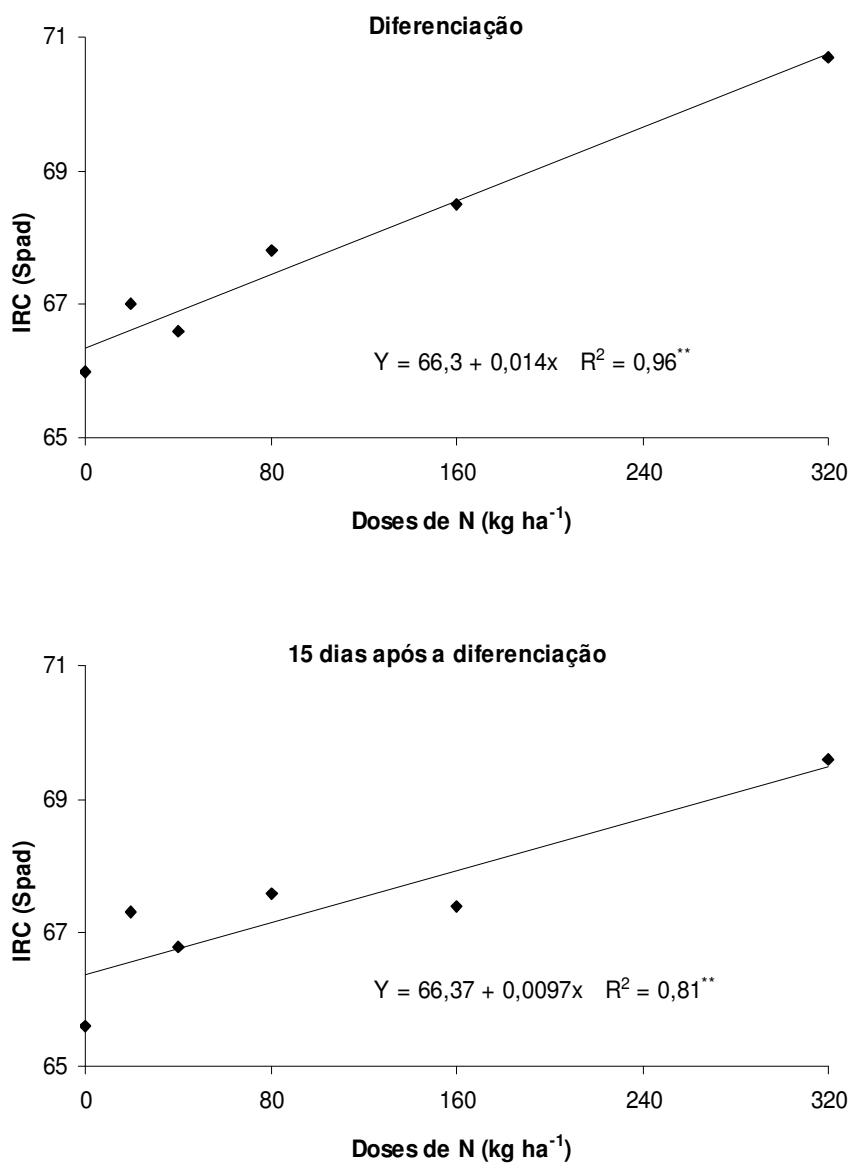 Diferenciação
71
69
67
65
IRC (Spad)
Y = 66,3 + 0,014x R² = 0,96**
0 80 160 240 320
Doses de N (kg ha⁻¹)
15 dias após a diferenciação
71
69
67
65
IRC (Spad)
Y = 66,37 + 0,0097x R² = 0,81**
0 80 160 240 320
Doses de N (kg ha⁻¹)